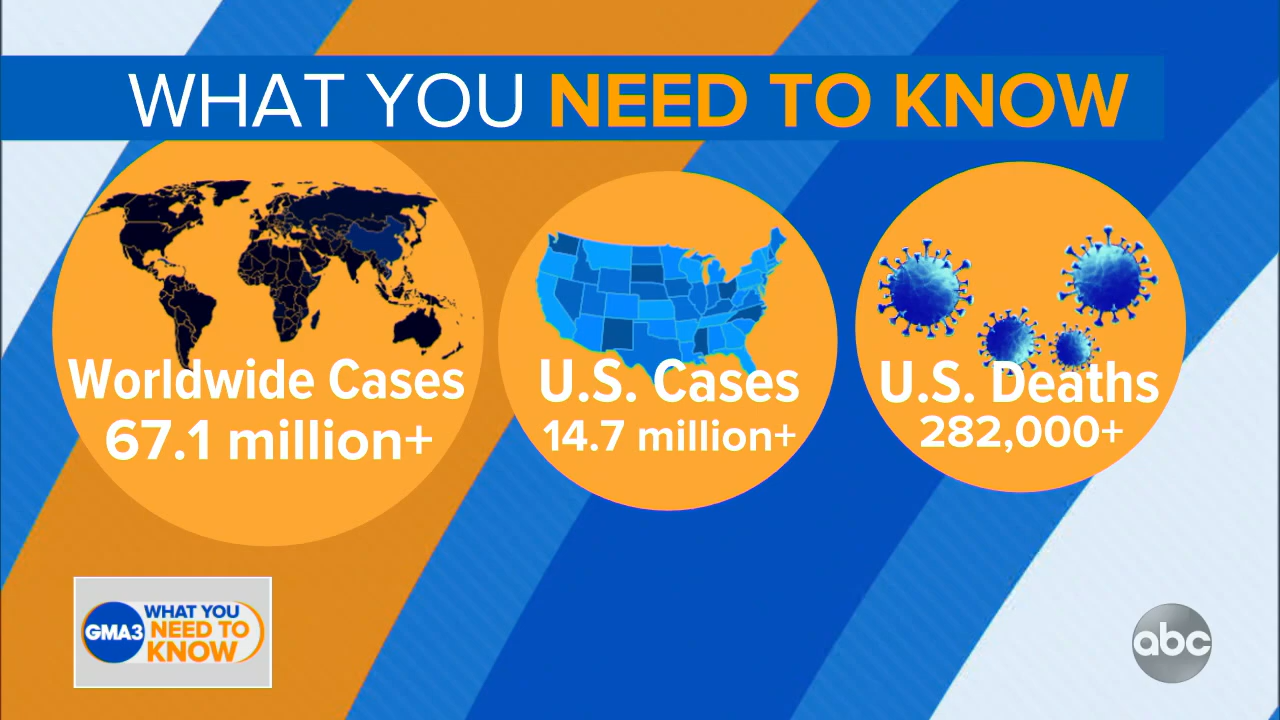 WHAT YOU NEED TO KNOW
Worldwide Cases
67.1 million+
U.S. Cases
14.7 million+
U.S. Deaths
282,000+
GMA3
WHAT YOU
NEED TO
KNOW
abc